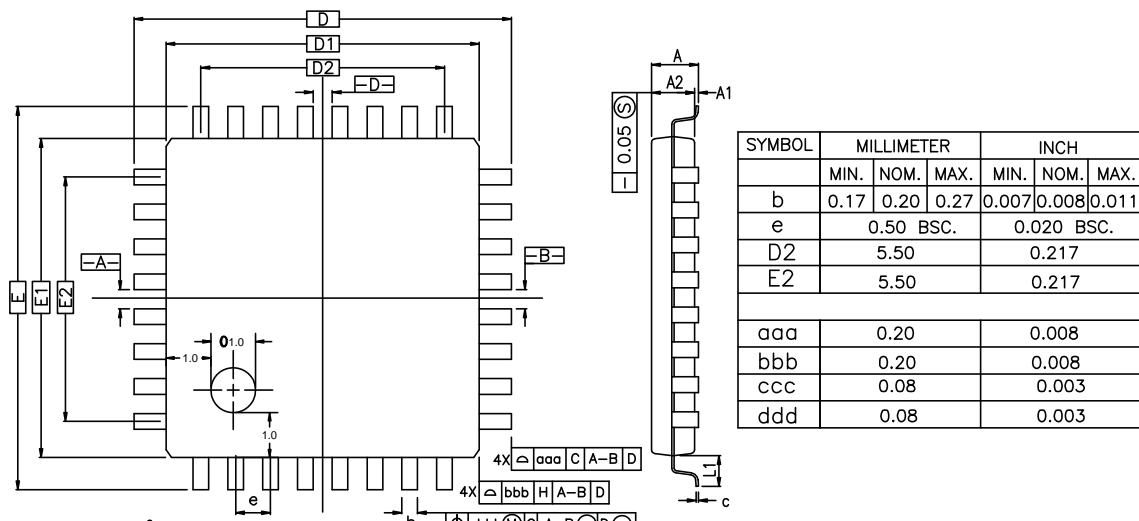 D
D1
D2
-D-
A
A2
A1
0.05 S
-A-
-B-
E
E1
E2
01.0
1.0
1.0
e
4X aaa C A-B D
4X bbb H A-B D
L1
c
SYMBOL MILLIMETER INCH
MIN. NOM. MAX. MIN. NOM. MAX.
b 0.17 0.20 0.27 0.007 0.008 0.011
e 0.50 BSC. 0.020 BSC.
D2 5.50 0.217
E2 5.50 0.217
aaa 0.20 0.008
bbb 0.20 0.008
ccc 0.08 0.003
ddd 0.08 0.003